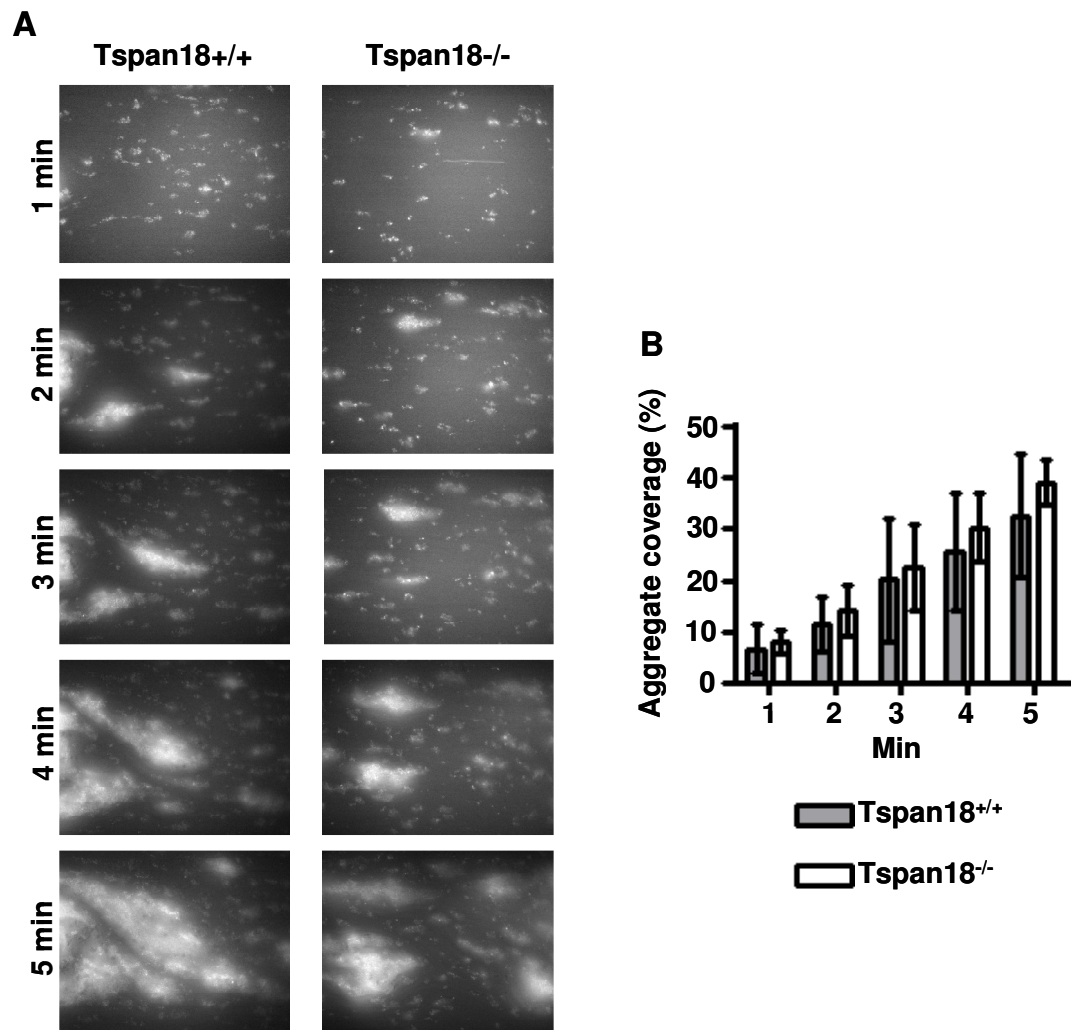 A
Tspan18+/+ Tspan18-/-
1 min
2 min
3 min
4 min
5 min
B
Aggregate coverage (%)
50
40
30
20
10
0
1 2 3 4 5
Min
Tspan18+/+
Tspan18-/-